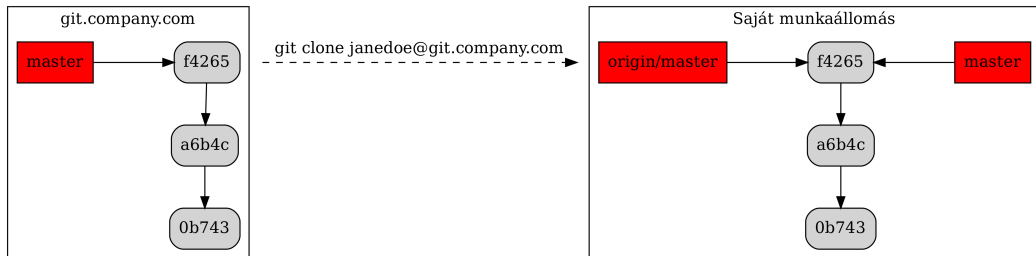 git.company.com
master
f4265
a6b4c
0b743
git clone janedoe@git.company.com
Saját munkaállomás
origin/master
f4265
master
a6b4c
0b743